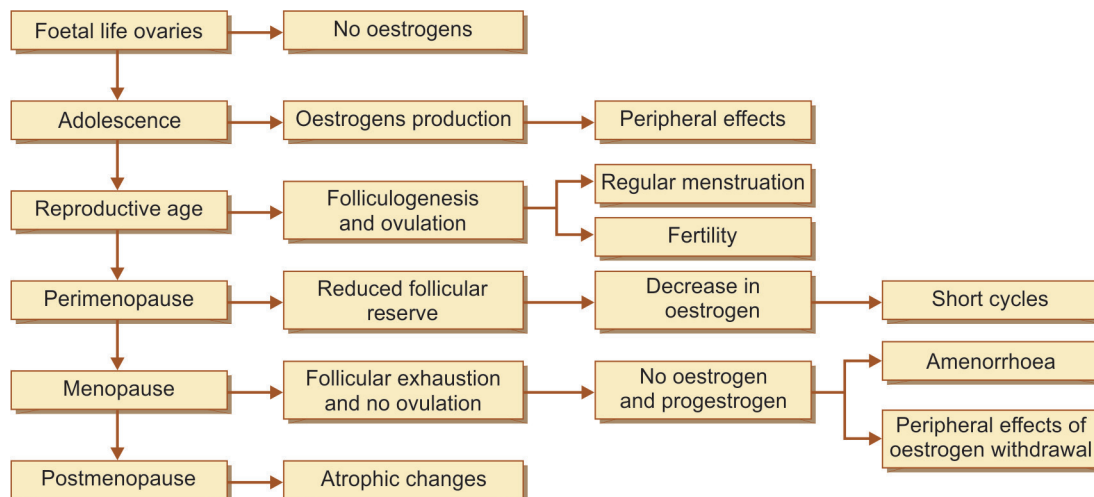 Foetal life ovaries
No oestrogens
Adolescence
Oestrogens production
Peripheral effects
Reproductive age
Folliculogenesis
and ovulation
Regular menstruation
Fertility
Perimenopause
Reduced follicular
reserve
Decrease in
oestrogen
Short cycles
Menopause
Follicular exhaustion
and no ovulation
No oestrogen
and progestrogen
Amenorrhoea
Peripheral effects of
oestrogen withdrawal
Postmenopause
Atrophic changes